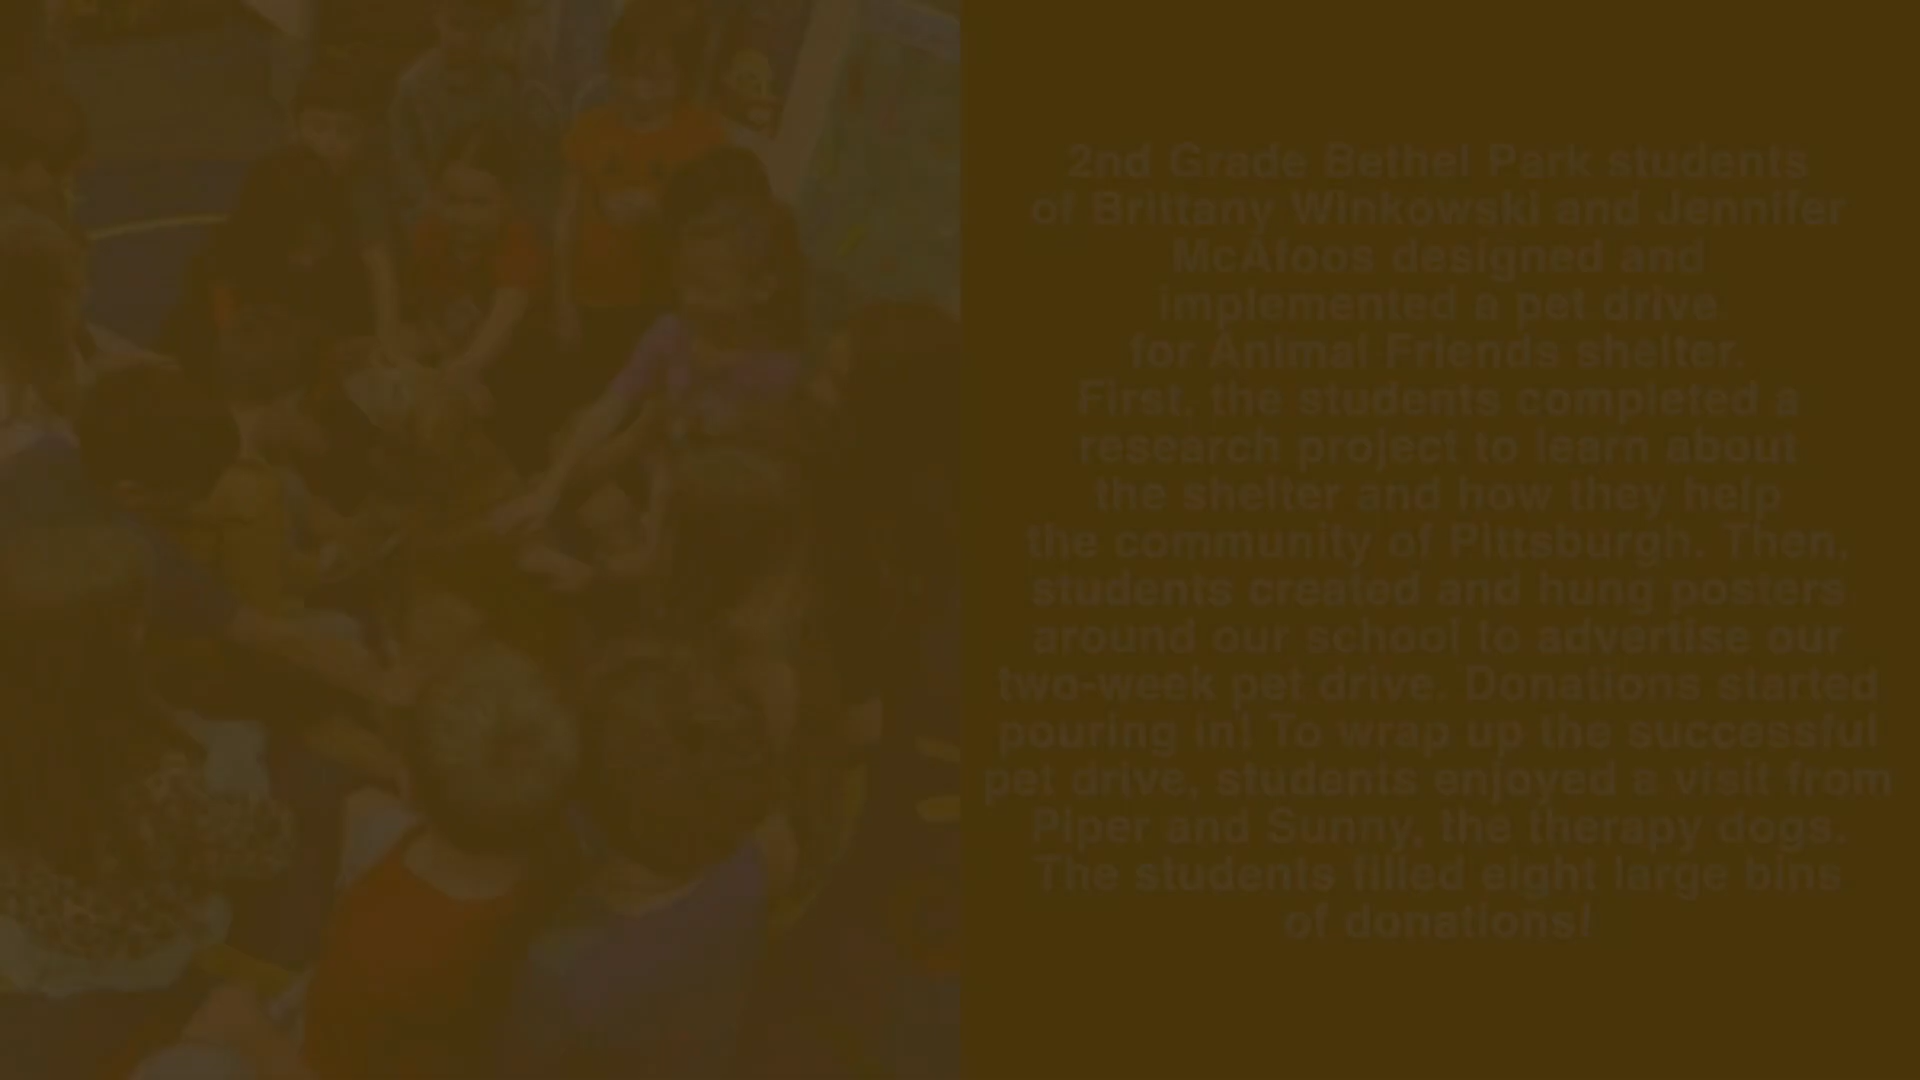 2nd Grade Bethel Park students
of Brittany Winkowski and Jennifer
McAfoos designed and
implemented a pet drive
for Animal Friends shelter.
First, the students completed a
research project to learn about
the shelter and how they help
the community of Pittsburgh. Then,
students created and hung posters
around our school to advertise our
two-week pet drive. Donations started
pouring in! To wrap up the successful
pet drive, students enjoyed a visit from
Piper and Sunny, the therapy dogs.
The students filled eight large bins
of donations!